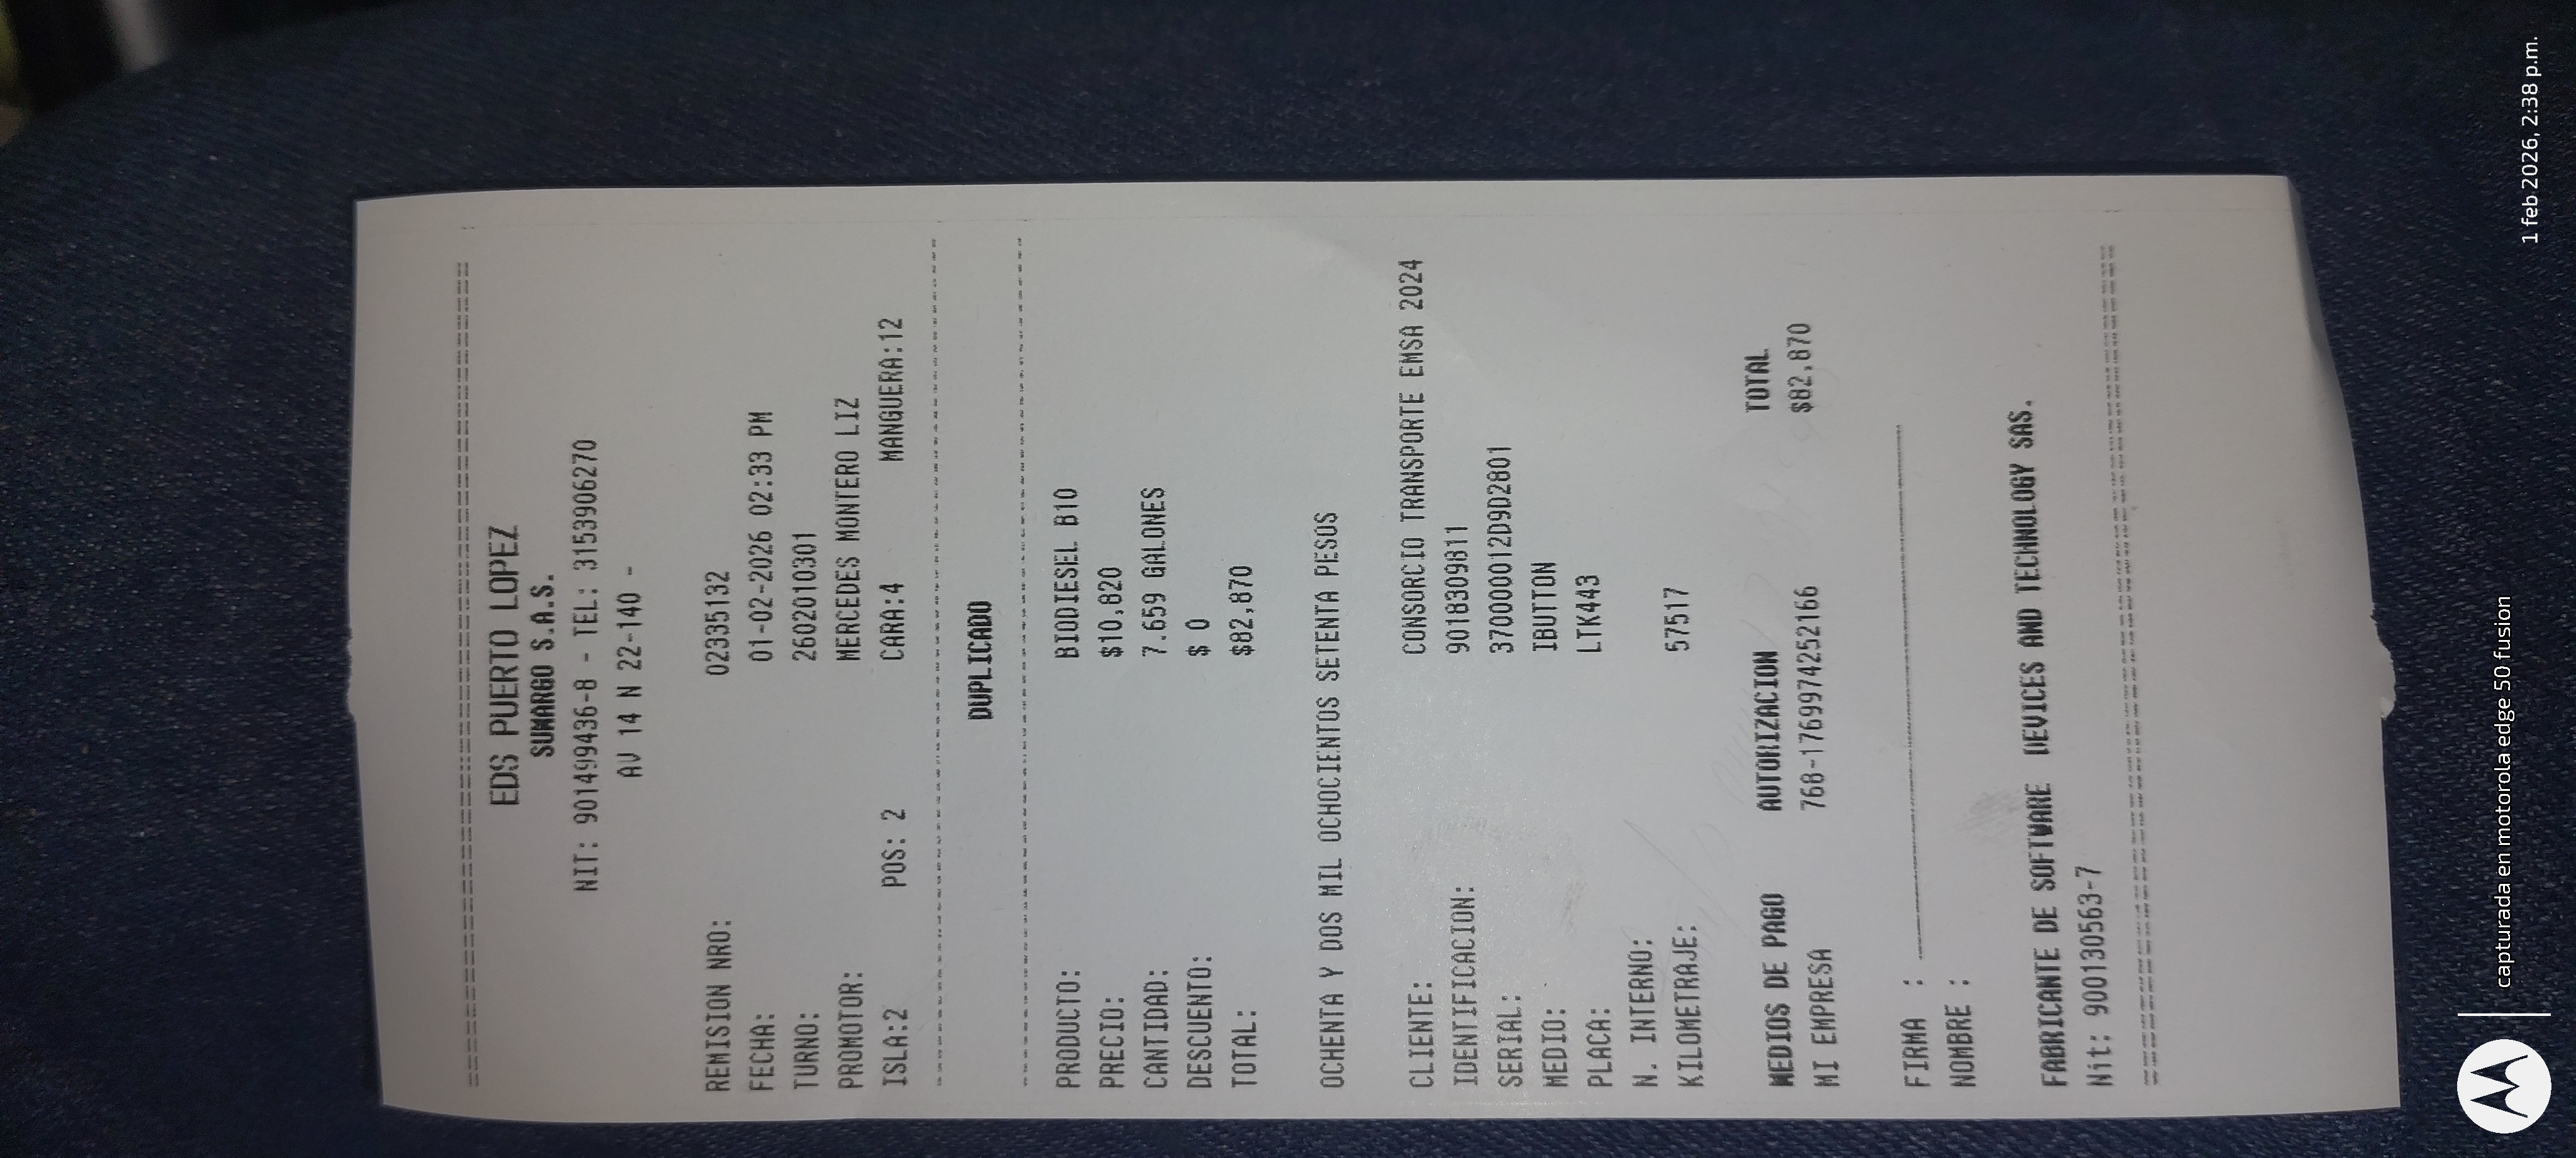 EDS PUERTO LOPEZ
SUMARGO S.A.S.
NIT: 901499436-8 - TEL: 3153906270
AV 14 N 22-140 -
REMISION NRO: 02335132
FECHA: 01-02-2026 02:33 PM
TURNO: 2602010301
PROMOTOR: MERCEDES MONTERO LIZ
ISLA:2 POS: 2 CARA:4 MANGUERA:12
DUPLICADO
PRODUCTO: BIODIESEL B10
PRECIO: $10,820
CANTIDAD: 7.659 GALONES
DESCUENTO: $ 0
TOTAL: $82,870
OCHENTA Y DOS MIL OCHOCIENTOS SETENTA PESOS
CLIENTE: CONSORCIO TRANSPORTE EMSA 2024
IDENTIFICACION: 9018309811
SERIAL: 370000012D9D2801
MEDIO: IBUTTON
PLACA: LTK443
N. INTERNO:
KILOMETRAJE: 57517
MEDIOS DE PAGO AUTORIZACION TOTAL
MI EMPRESA 768-1769974252166 $82,870
FIRMA :
NOMBRE :
FABRICANTE DE SOFTWARE DEVICES AND TECHNOLOGY SAS.
Nit: 900130563-7
capturada en motorola edge 50 fusion
1 feb 2026, 2:38 p.m.